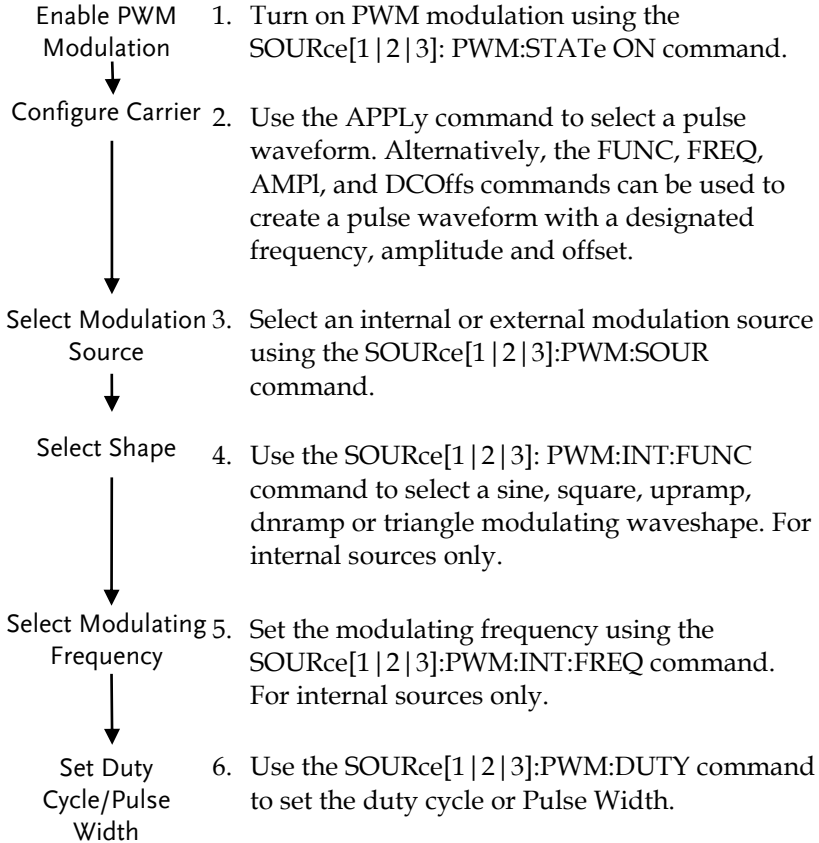 Enable PWM
Modulation
1. Turn on PWM modulation using the
SOURce[1|2|3]: PWM:STATe ON command.
Configure Carrier
2. Use the APPLy command to select a pulse
waveform. Alternatively, the FUNC, FREQ,
AMPl, and DCOffs commands can be used to
create a pulse waveform with a designated
frequency, amplitude and offset.
Select Modulation
Source
3. Select an internal or external modulation source
using the SOURce[1|2|3]:PWM:SOUR
command.
Select Shape
4. Use the SOURce[1|2|3]: PWM:INT:FUNC
command to select a sine, square, upramp,
dnramp or triangle modulating waveshape. For
internal sources only.
Select Modulating
Frequency
5. Set the modulating frequency using the
SOURce[1|2|3]:PWM:INT:FREQ command.
For internal sources only.
Set Duty
Cycle/Pulse
Width
6. Use the SOURce[1|2|3]:PWM:DUTY command
to set the duty cycle or Pulse Width.